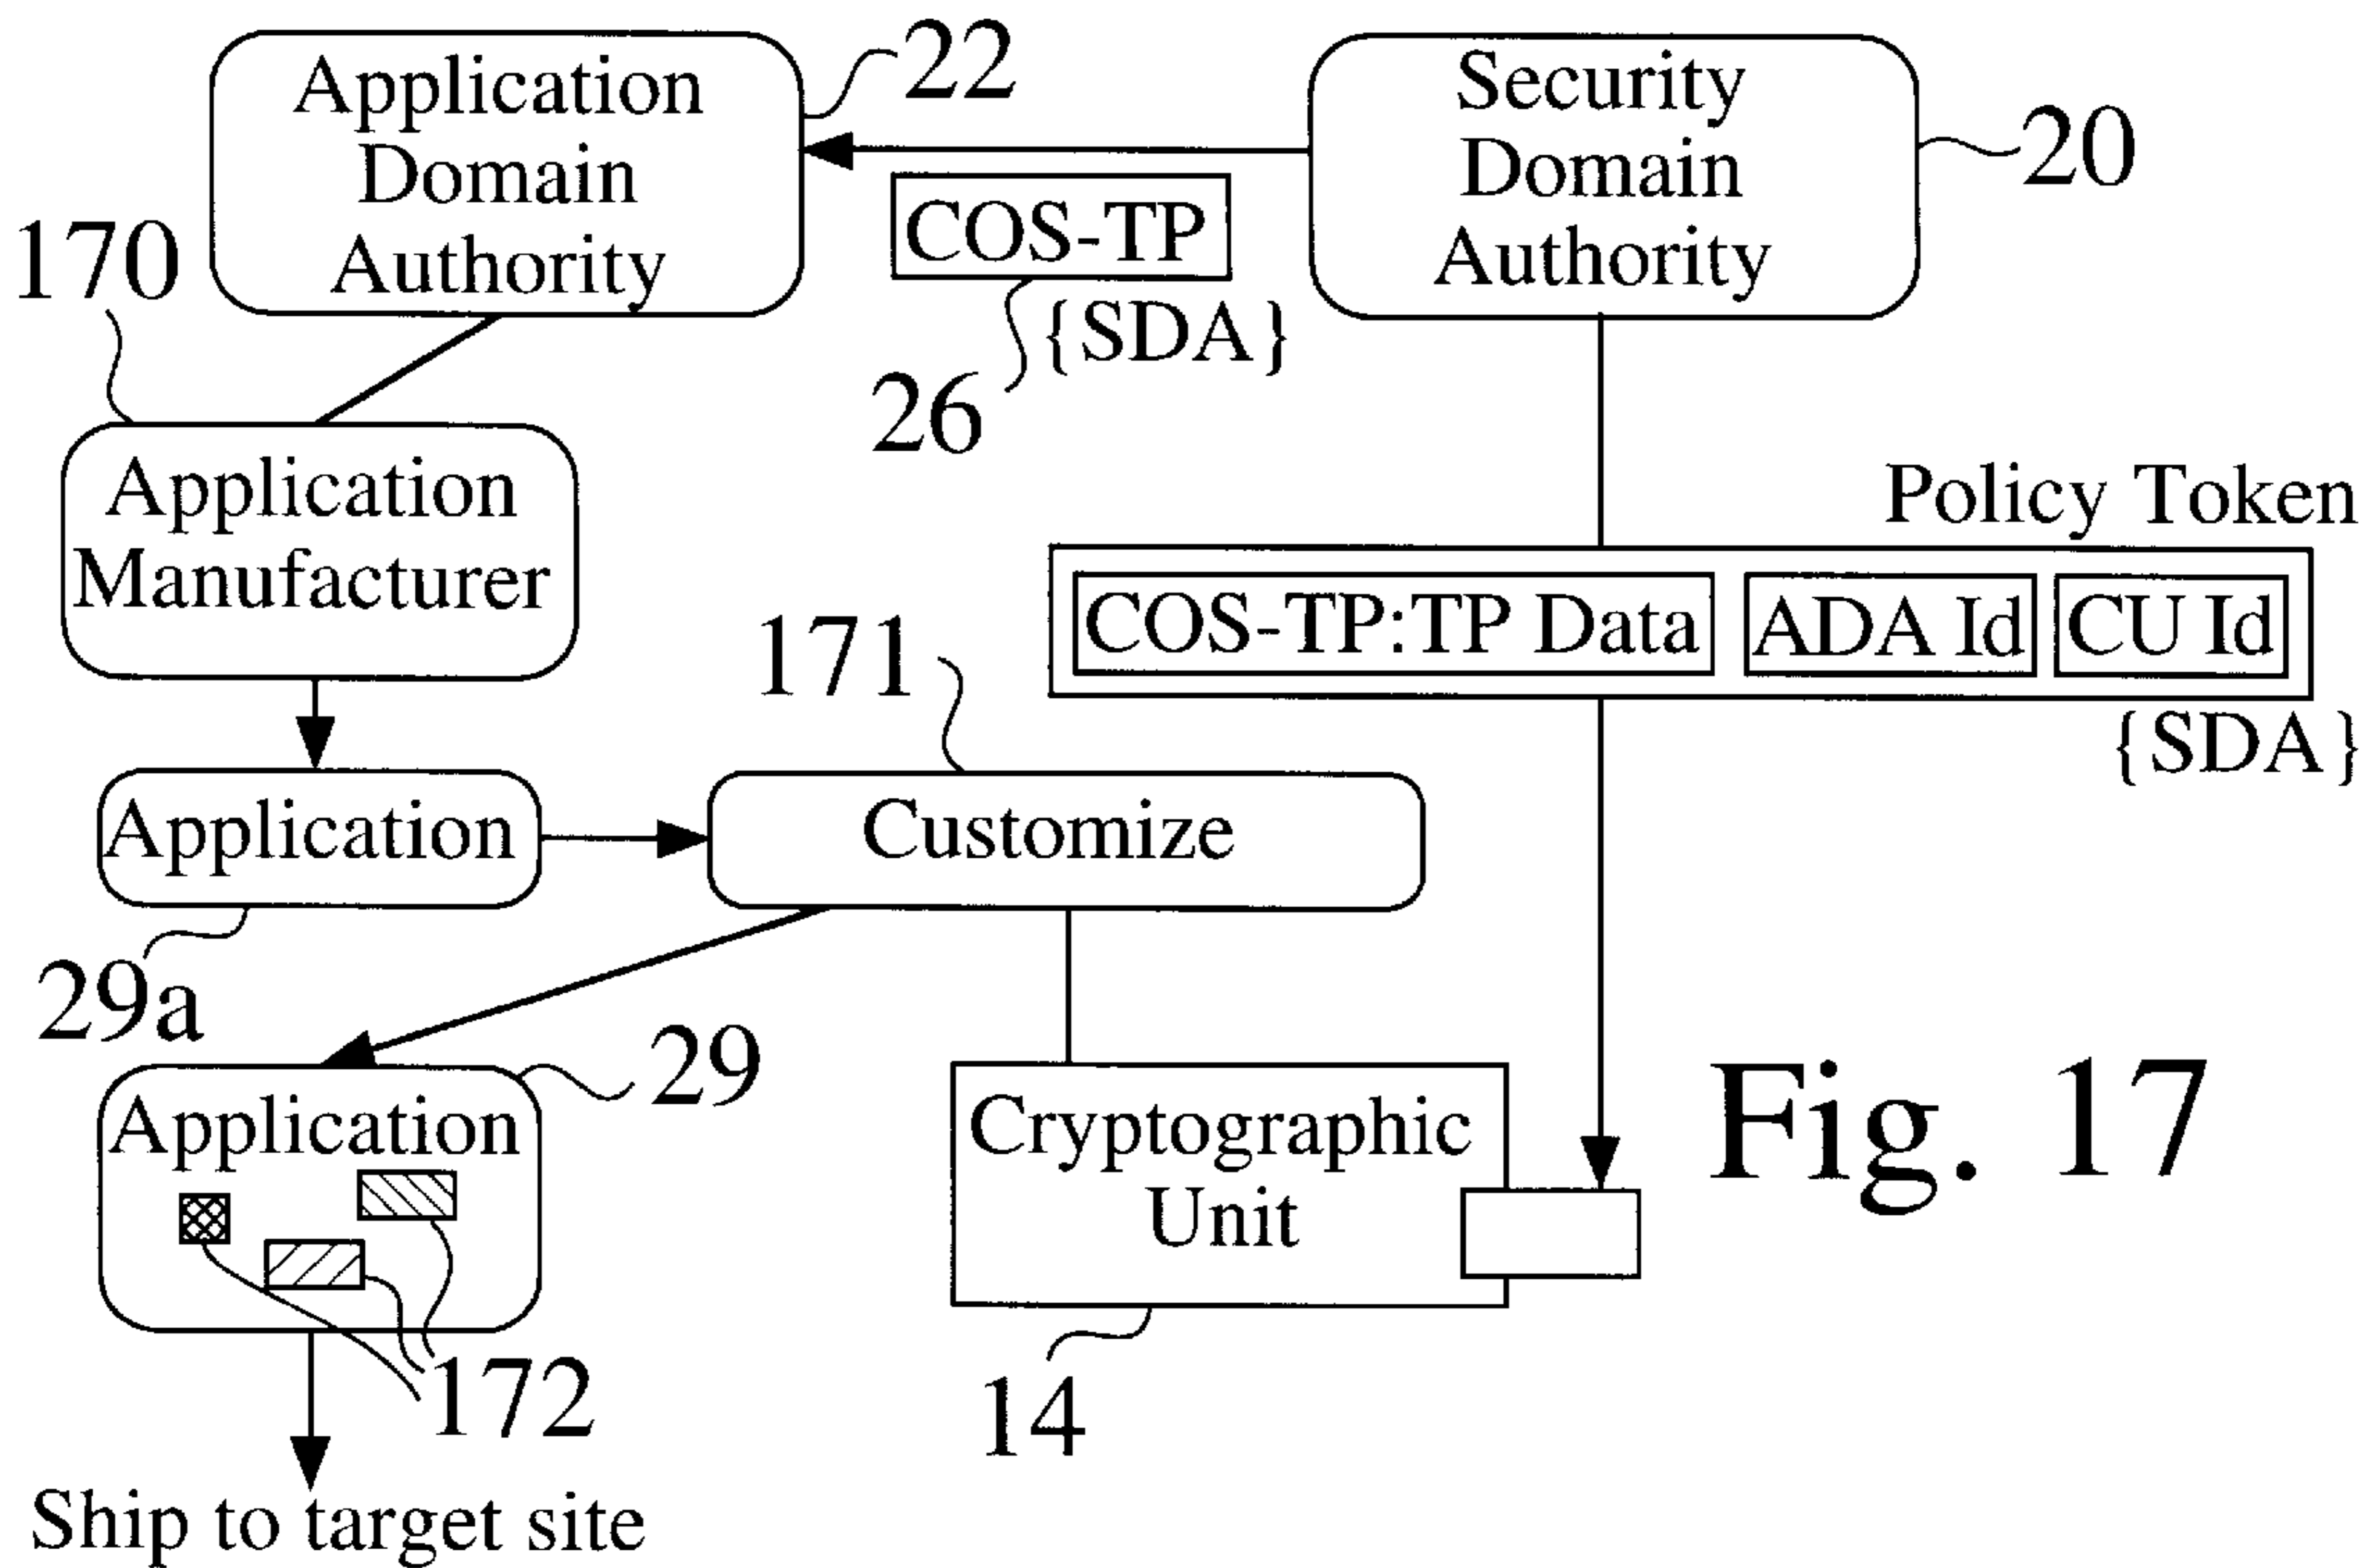 Application
Domain
Authority
22
Security
Domain
Authority
20
COS-TP
{SDA}
26
170
Application
Manufacturer
Policy Token
COS-TP:TP Data
ADA Id
CU Id
{SDA}
171
Application
Customize
29a
29
Application
172
Cryptographic
Unit
14
Fig. 17
Ship to target site